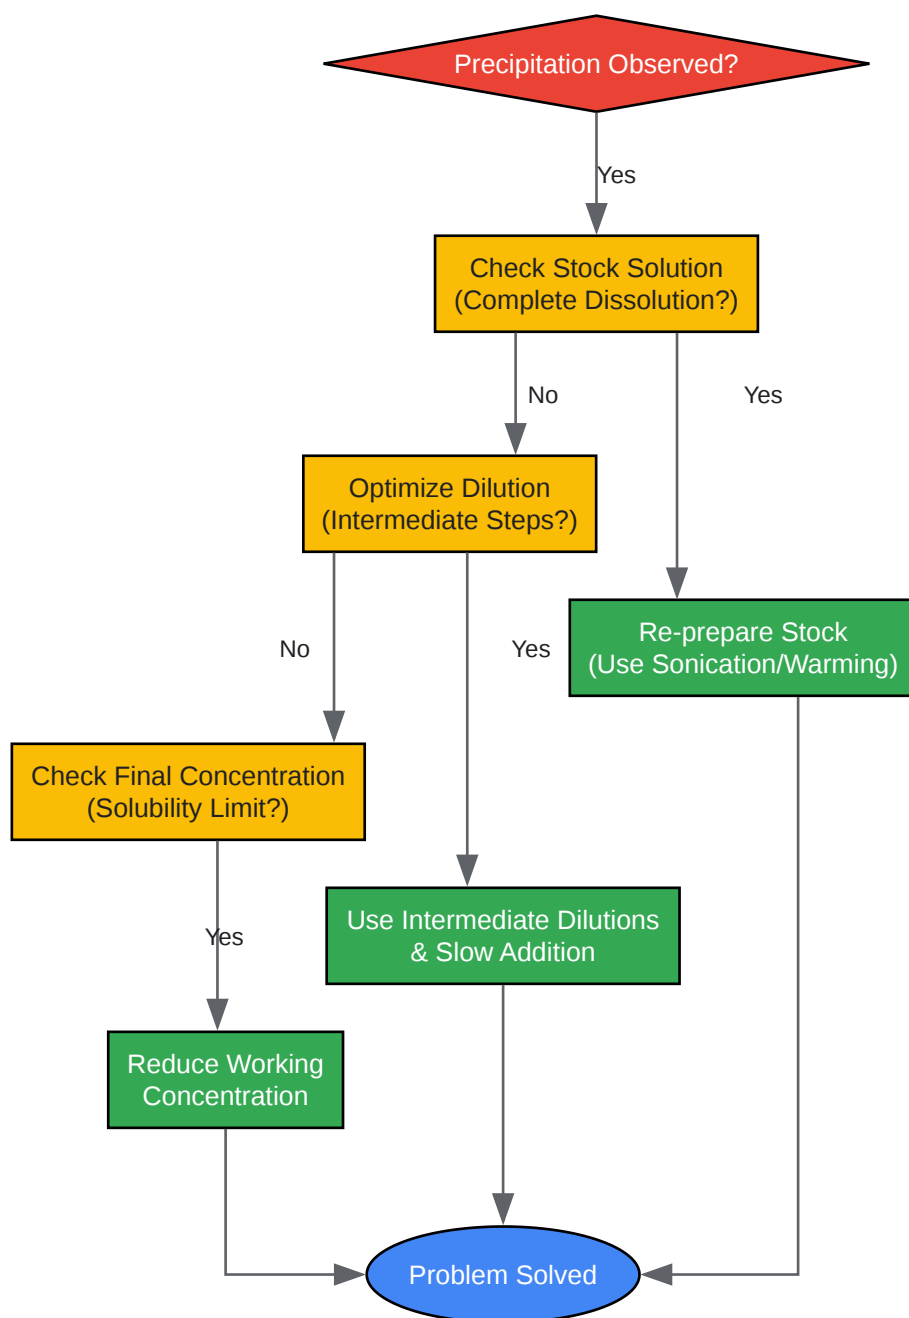 Precipitation Observed?
Yes
Check Stock Solution
(Complete Dissolution?)
No
Yes
Optimize Dilution
(Intermediate Steps?)
No
Yes
Re-prepare Stock
(Use Sonication/Warming)
Check Final Concentration
(Solubility Limit?)
Yes
Use Intermediate Dilutions
& Slow Addition
Reduce Working
Concentration
Problem Solved